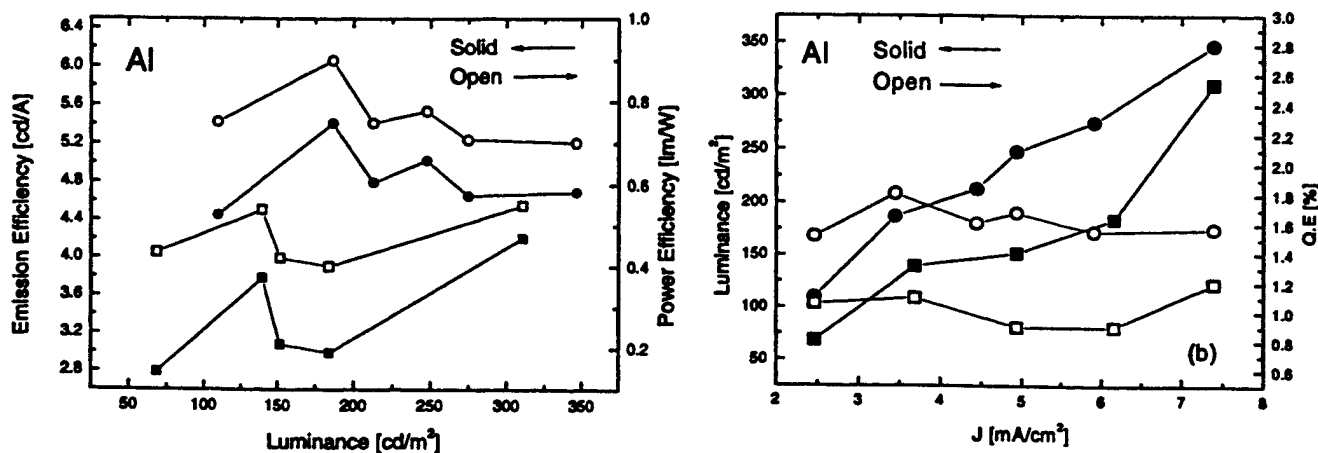 Al
Solid
Open
6.4
6.0
5.6
5.2
4.8
4.4
4.0
3.6
3.2
2.8
Emission Efficiency [cd/A]
1.0
0.8
0.6
0.4
0.2
Power Efficiency [lm/W]
50 100 150 200 250 300 350
Luminance [cd/m²]
Al
Solid
Open
350
300
250
200
150
100
50
Luminance [cd/m²]
3.0
2.8
2.6
2.4
2.2
2.0
1.8
1.6
1.4
1.2
1.0
0.8
0.6
Q.E [%]
(b)
2 3 4 5 6 7 8
J [mA/cm²]